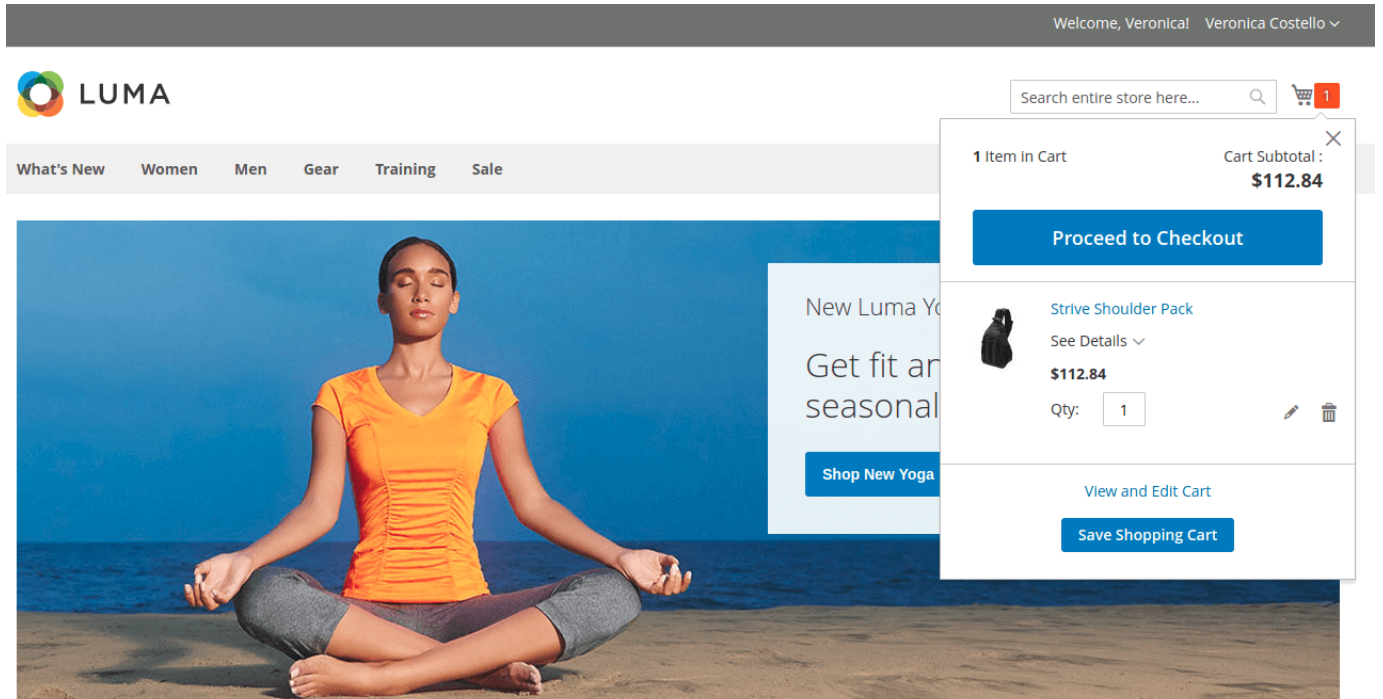 Welcome, Veronica! Veronica Costello
LUMA
Search entire store here...
1
What's New Women Men Gear Training Sale
1 Item in Cart Cart Subtotal :
$112.84
Proceed to Checkout
Strive Shoulder Pack
See Details
$112.84
Qty: 1
View and Edit Cart
Save Shopping Cart
New Luma Yo
Get fit an
seasonal
Shop New Yoga